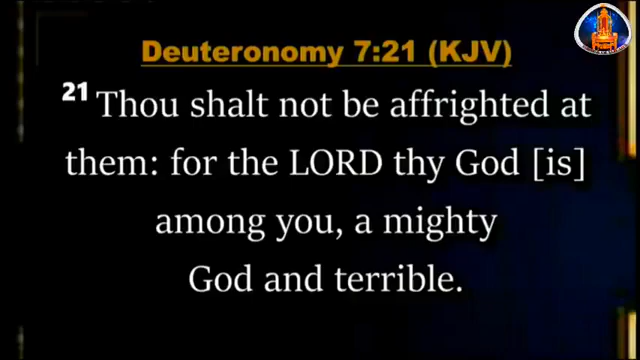 Deuteronomy 7:21 (KJV)
21 Thou shalt not be affrighted at
them: for the LORD thy God [is]
among you, a mighty
God and terrible.